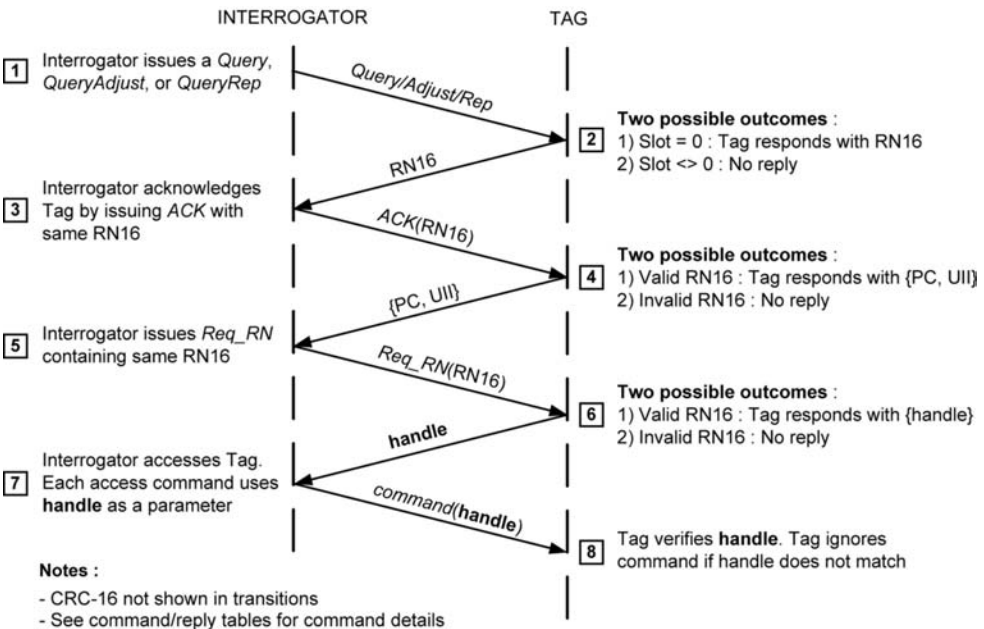 INTERROGATOR
TAG
1
Interrogator issues a Query,
QueryAdjust, or QueryRep
Query/Adjust/Rep
2
Two possible outcomes :
1) Slot = 0 : Tag responds with RN16
2) Slot <> 0 : No reply
RN16
3
Interrogator acknowledges
Tag by issuing ACK with
same RN16
ACK(RN16)
4
Two possible outcomes :
1) Valid RN16 : Tag responds with {PC, UII}
2) Invalid RN16 : No reply
{PC, UII}
5
Interrogator issues Req_RN
containing same RN16
Req_RN(RN16)
6
Two possible outcomes :
1) Valid RN16 : Tag responds with {handle}
2) Invalid RN16 : No reply
handle
7
Interrogator accesses Tag.
Each access command uses
handle as a parameter
command(handle)
8
Tag verifies handle. Tag ignores
command if handle does not match
Notes :
- CRC-16 not shown in transitions
- See command/reply tables for command details